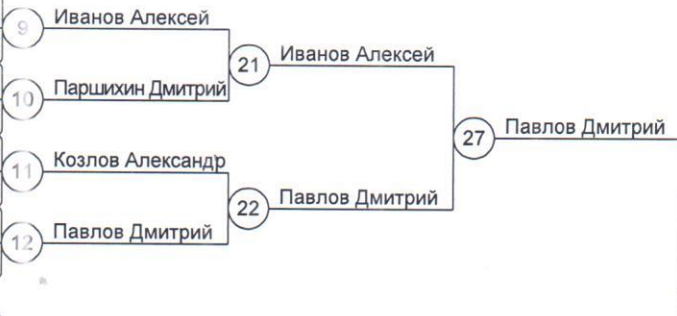 9
Иванов Алексей
21
Иванов Алексей
10
Паршихин Дмитрий
27
Павлов Дмитрий
11
Козлов Александр
22
Павлов Дмитрий
12
Павлов Дмитрий